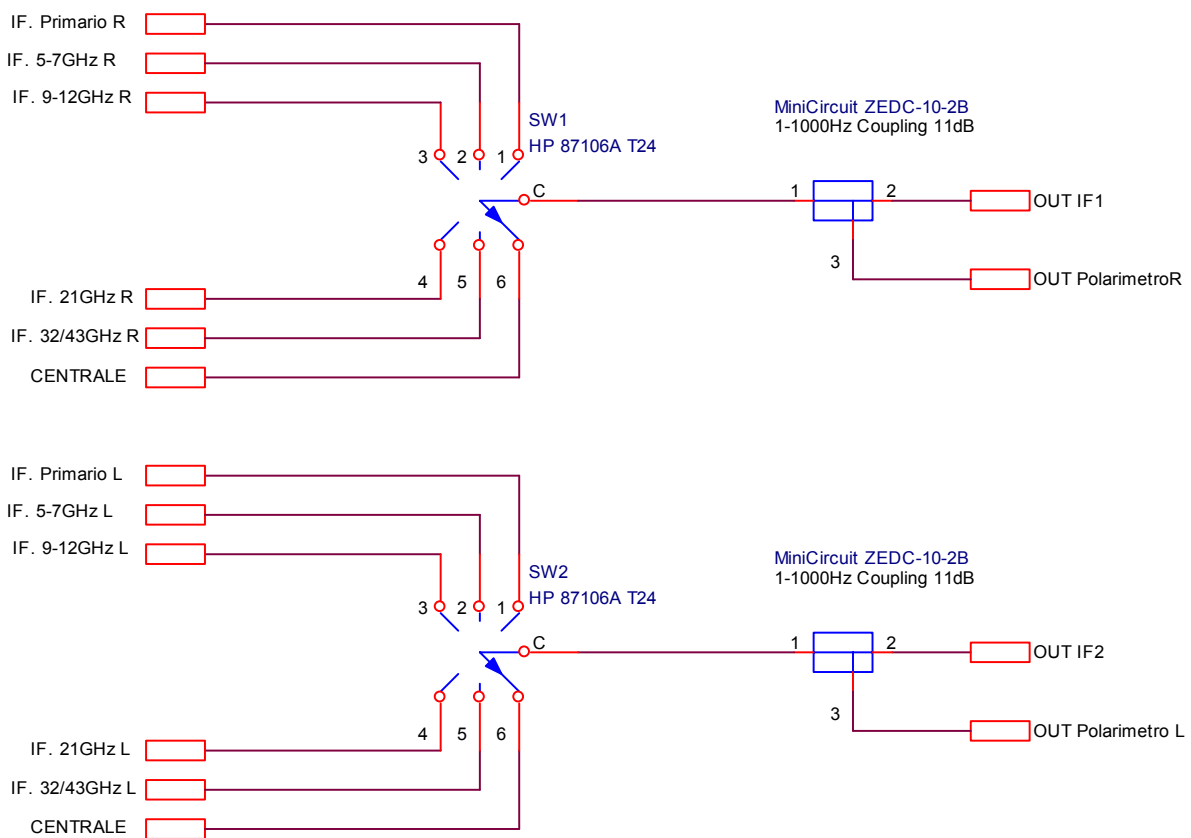 IF. Primario R
IF. 5-7GHz R
IF. 9-12GHz R
MiniCircuit ZEDC-10-2B
1-1000Hz Coupling 11dB
SW1
HP 87106A T24
3 2 1
C
1 2
OUT IF1
3
OUT PolarimetroR
4 5 6
IF. 21GHz R
IF. 32/43GHz R
CENTRALE
IF. Primario L
IF. 5-7GHz L
IF. 9-12GHz L
MiniCircuit ZEDC-10-2B
1-1000Hz Coupling 11dB
SW2
HP 87106A T24
3 2 1
C
1 2
OUT IF2
3
OUT Polarimetro L
4 5 6
IF. 21GHz L
IF. 32/43GHz L
CENTRALE